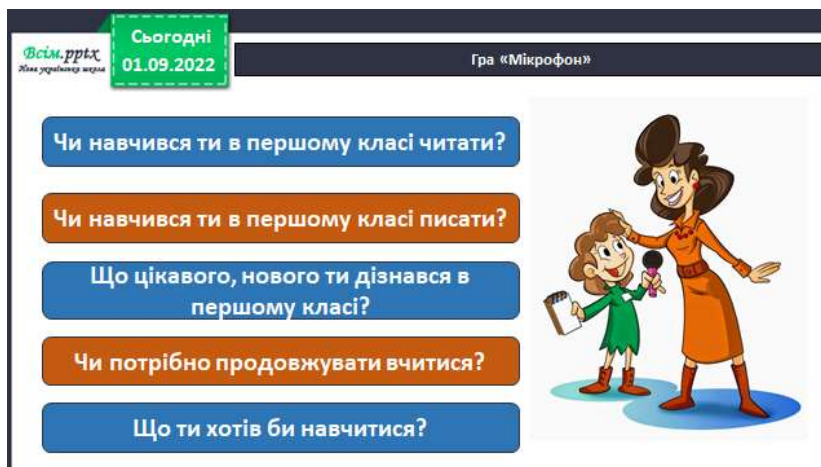 Всім.pptx
Нова українська школа
Сьогодні
01.09.2022
Гра «Мікрофон»
Чи навчився ти в першому класі читати?
Чи навчився ти в першому класі писати?
Що цікавого, нового ти дізнався в
першому класі?
Чи потрібно продовжувати вчитися?
Що ти хотів би навчитися?